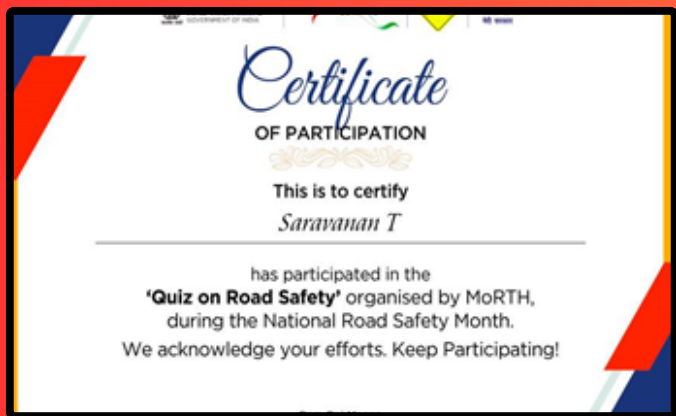 GOVERNMENT OF INDIA
मेरी सरकार
Certificate
OF PARTICIPATION
This is to certify
Saravanan T
has participated in the
‘Quiz on Road Safety’ organised by MoRTH,
during the National Road Safety Month.
We acknowledge your efforts. Keep Participating!